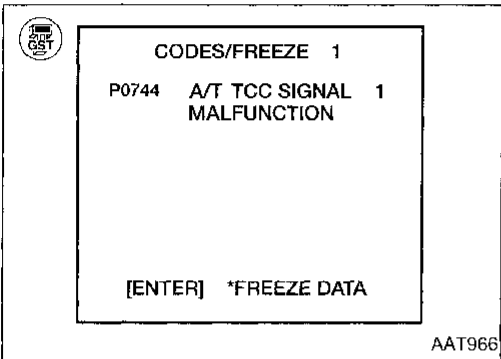 GST
CODES/FREEZE 1
P0744 A/T TCC SIGNAL 1
MALFUNCTION
[ENTER] *FREEZE DATA
AAT966